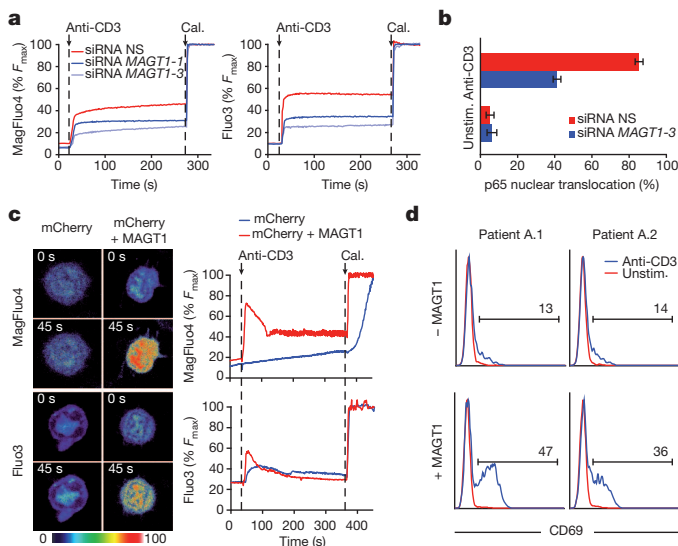 a
Anti-CD3 Cal.
siRNA NS
siRNA MAGT1-1
siRNA MAGT1-3
MagFluo4 (% Fmax)
100
80
60
40
20
0
0 100 200 300
Time (s)
Anti-CD3 Cal.
Fluo3 (% Fmax)
100
80
60
40
20
0
0 100 200 300
Time (s)
b
Unstim. Anti-CD3
siRNA NS
siRNA MAGT1-3
0 20 40 60 80 100
p65 nuclear translocation (%)
c
mCherry
mCherry
+ MAGT1
MagFluo4
0 s 0 s
45 s 45 s
Fluo3
0 s 0 s
45 s 45 s
0 100
mCherry
mCherry + MAGT1
Anti-CD3 Cal.
MagFluo4 (% Fmax)
100
80
60
40
20
0
Fluo3 (% Fmax)
100
80
60
40
20
0
0 100 200 300 400
Time (s)
d
Patient A.1 Patient A.2
Anti-CD3
Unstim.
– MAGT1
13 14
+ MAGT1
47 36
CD69